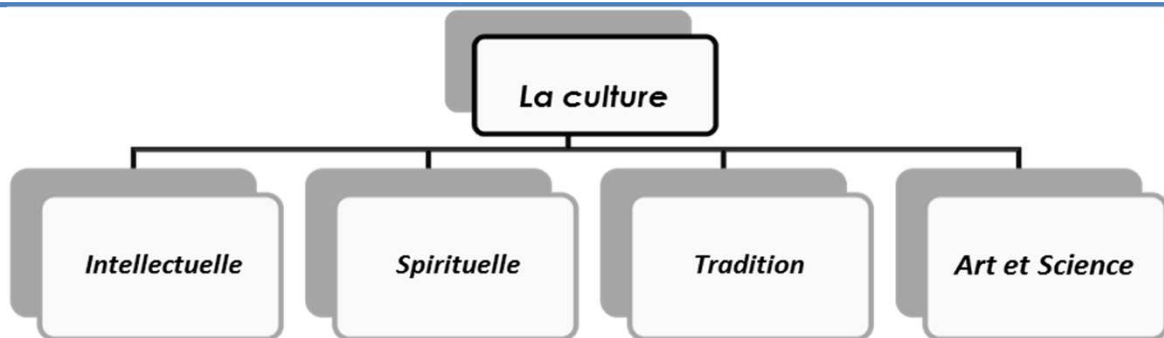 La culture
Intellectuelle
Spirituelle
Tradition
Art et Science